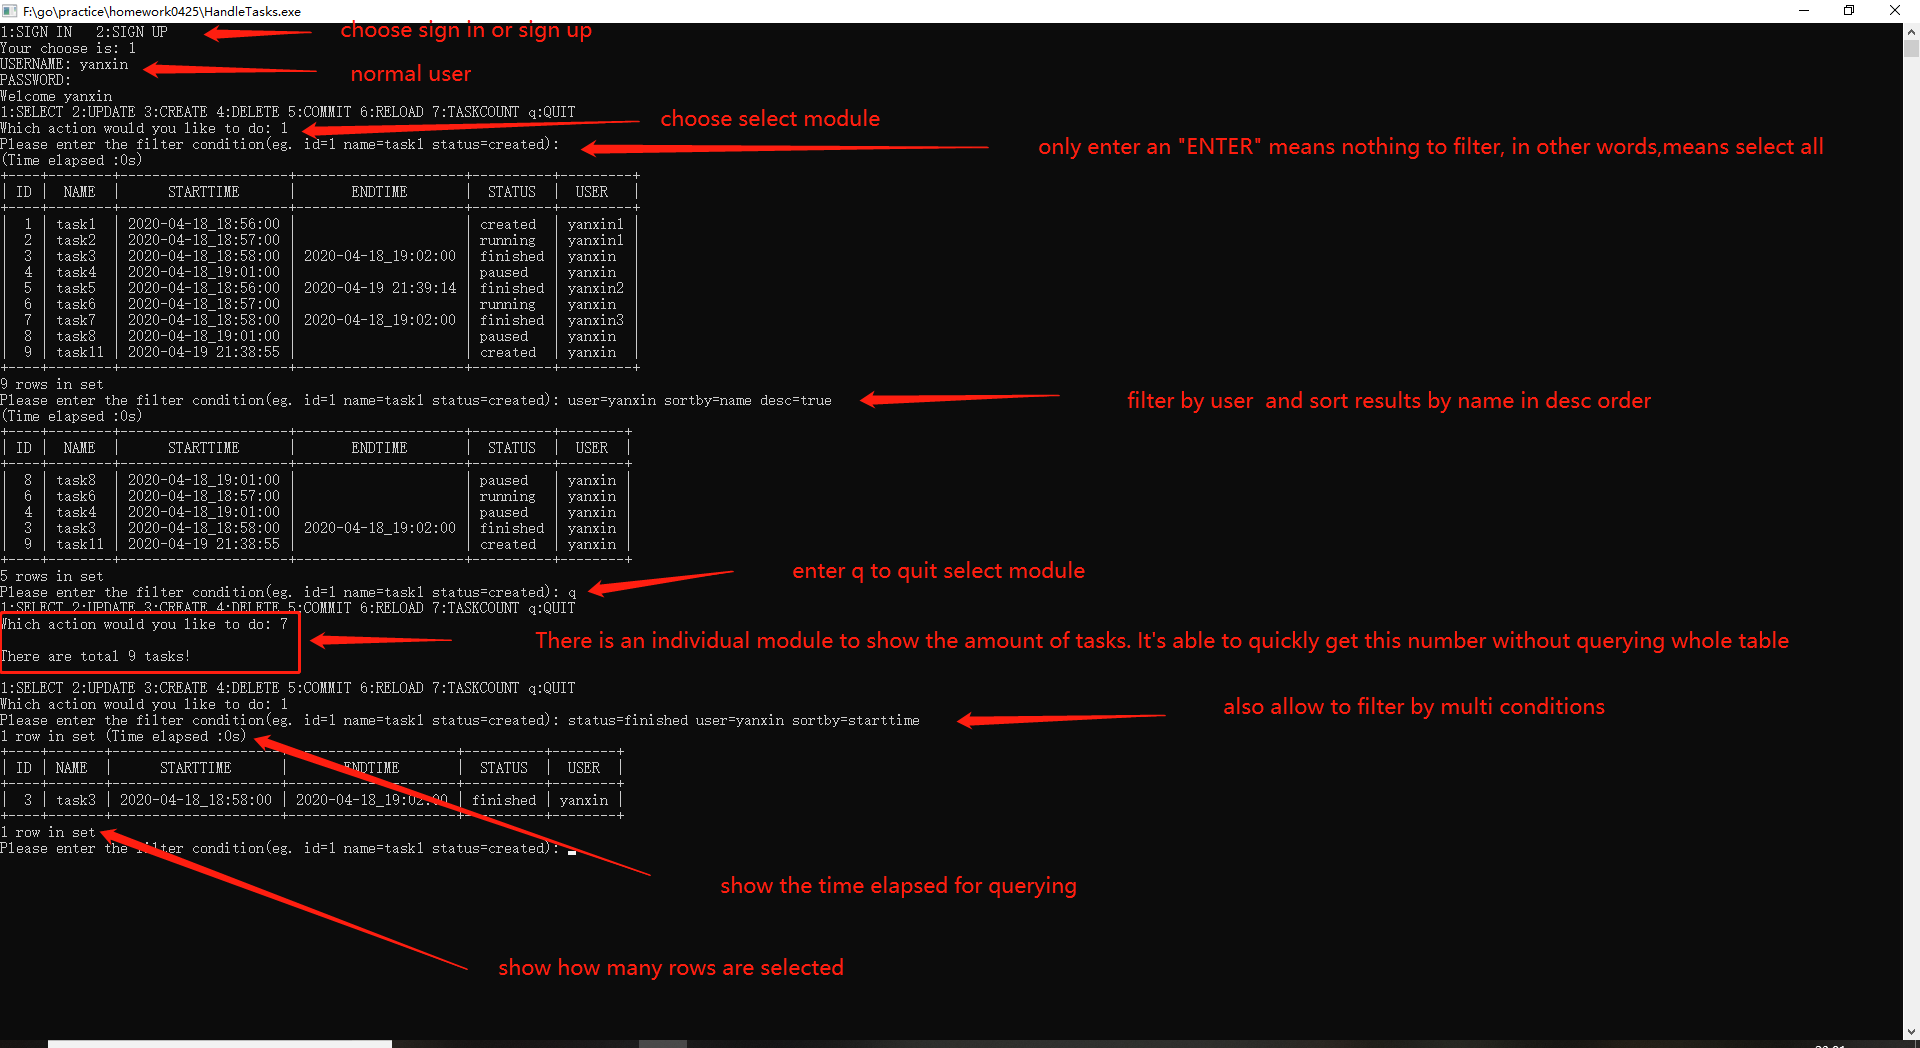 F:\go\practice\homework0425\HandleTasks.exe
1:SIGN IN   2:SIGN UP
choose sign in or sign up
Your choose is: 1
USERNAME: yanxin
normal user
PASSWORD:
Welcome yanxin
1:SELECT 2:UPDATE 3:CREATE 4:DELETE 5:COMMIT 6:RELOAD 7:TASKCOUNT q:QUIT
Which action would you like to do: 1
choose select module
Please enter the filter condition(eg. id=1 name=task1 status=created):
only enter an "ENTER" means nothing to filter, in other words,means select all
(Time elapsed :0s)
+----+--------+---------------------+---------------------+----------+---------+
| ID |  NAME  |      STARTTIME      |       ENDTIME       |  STATUS  |  USER   |
+----+--------+---------------------+---------------------+----------+---------+
|  1 | task1  | 2020-04-18_18:56:00 |                     | created  | yanxin1 |
|  2 | task2  | 2020-04-18_18:57:00 |                     | running  | yanxin1 |
|  3 | task3  | 2020-04-18_18:58:00 | 2020-04-18_19:02:00 | finished | yanxin  |
|  4 | task4  | 2020-04-18_19:01:00 |                     | paused   | yanxin  |
|  5 | task5  | 2020-04-18_18:56:00 | 2020-04-19 21:39:14 | finished | yanxin2 |
|  6 | task6  | 2020-04-18_18:57:00 |                     | running  | yanxin  |
|  7 | task7  | 2020-04-18_18:58:00 | 2020-04-18_19:02:00 | finished | yanxin3 |
|  8 | task8  | 2020-04-18_19:01:00 |                     | paused   | yanxin  |
|  9 | task11 | 2020-04-19 21:38:55 |                     | created  | yanxin  |
+----+--------+---------------------+---------------------+----------+---------+
9 rows in set
Please enter the filter condition(eg. id=1 name=task1 status=created): user=yanxin sortby=name desc=true
filter by user  and sort results by name in desc order
(Time elapsed :0s)
+----+--------+---------------------+---------------------+----------+--------+
| ID |  NAME  |      STARTTIME      |       ENDTIME       |  STATUS  |  USER  |
+----+--------+---------------------+---------------------+----------+--------+
|  8 | task8  | 2020-04-18_19:01:00 |                     | paused   | yanxin |
|  6 | task6  | 2020-04-18_18:57:00 |                     | running  | yanxin |
|  4 | task4  | 2020-04-18_19:01:00 |                     | paused   | yanxin |
|  3 | task3  | 2020-04-18_18:58:00 | 2020-04-18_19:02:00 | finished | yanxin |
|  9 | task11 | 2020-04-19 21:38:55 |                     | created  | yanxin |
+----+--------+---------------------+---------------------+----------+--------+
5 rows in set
enter q to quit select module
Please enter the filter condition(eg. id=1 name=task1 status=created): q
1:SELECT 2:UPDATE 3:CREATE 4:DELETE 5:COMMIT 6:RELOAD 7:TASKCOUNT q:QUIT
Which action would you like to do: 7
There is an individual module to show the amount of tasks. It's able to quickly get this number without querying whole table
There are total 9 tasks!
1:SELECT 2:UPDATE 3:CREATE 4:DELETE 5:COMMIT 6:RELOAD 7:TASKCOUNT q:QUIT
Which action would you like to do: 1
also allow to filter by multi conditions
Please enter the filter condition(eg. id=1 name=task1 status=created): status=finished user=yanxin sortby=starttime
1 row in set (Time elapsed :0s)
+----+-------+---------------------+---------------------+----------+--------+
| ID | NAME  |      STARTTIME      |       ENDTIME       |  STATUS  |  USER  |
+----+-------+---------------------+---------------------+----------+--------+
|  3 | task3 | 2020-04-18_18:58:00 | 2020-04-18_19:02:00 | finished | yanxin |
+----+-------+---------------------+---------------------+----------+--------+
1 row in set
Please enter the filter condition(eg. id=1 name=task1 status=created):
show the time elapsed for querying
show how many rows are selected